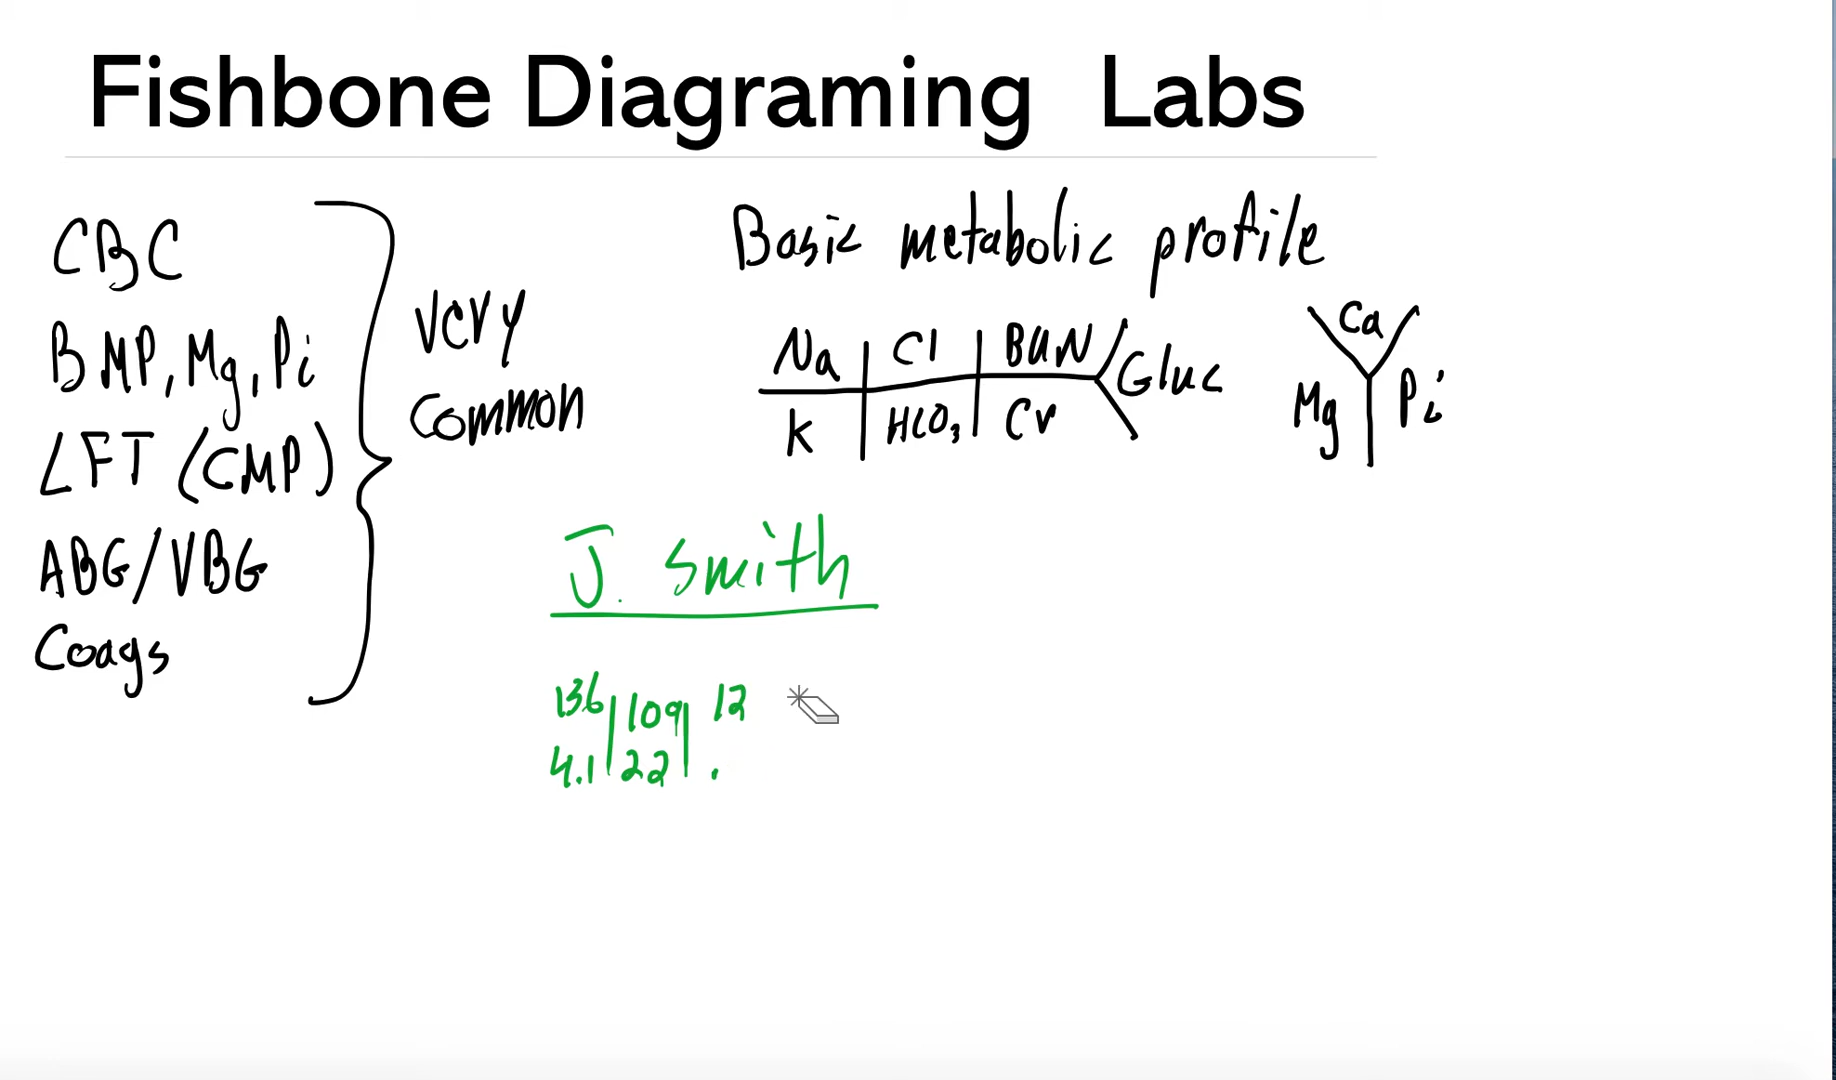 Fishbone Diagraming Labs
CBC
BMP, Mg, Pi
LFT (CMP)
ABG/VBG
Coags
Very
Common
Basic metabolic profile
Na Cl BUN Gluc
K HCO3 Cr
Ca
Mg Pi
J. Smith
136 109 12
4.1 22 .